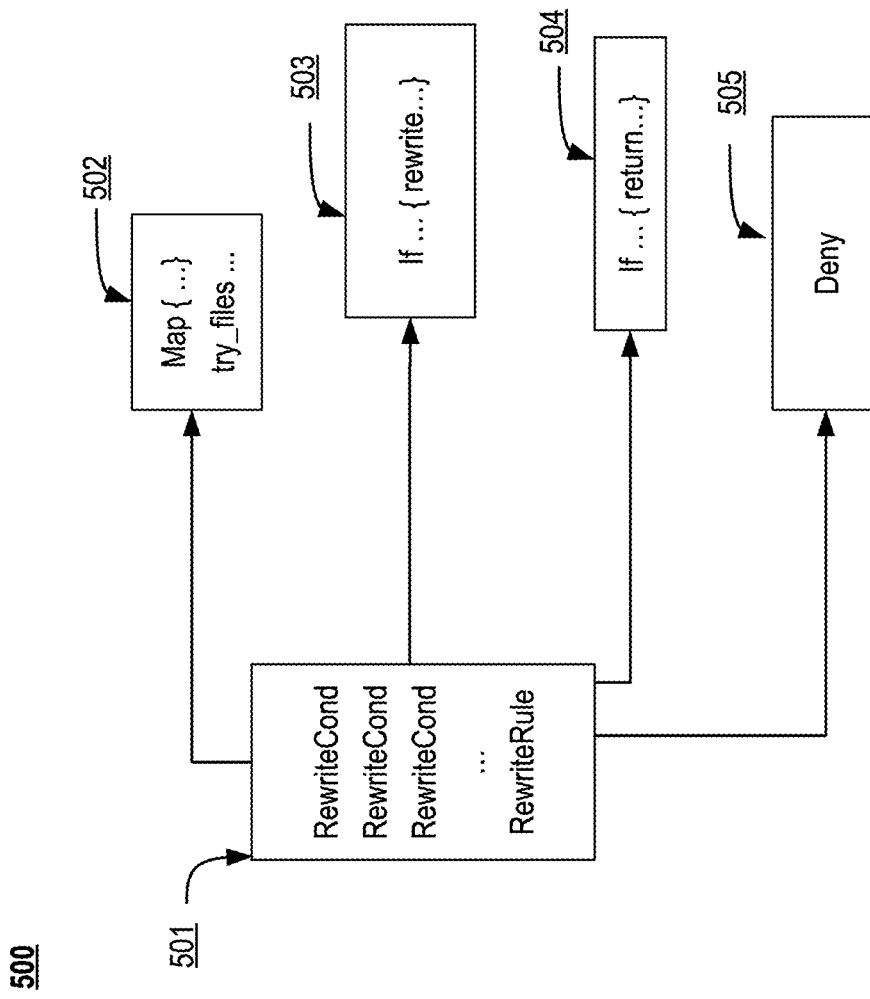 500
501
RewriteCond
RewriteCond
RewriteCond
...
RewriteRule
502
Map { ...}
try_files ...
503
If ... { rewrite...}
504
If ... { return...}
505
Deny